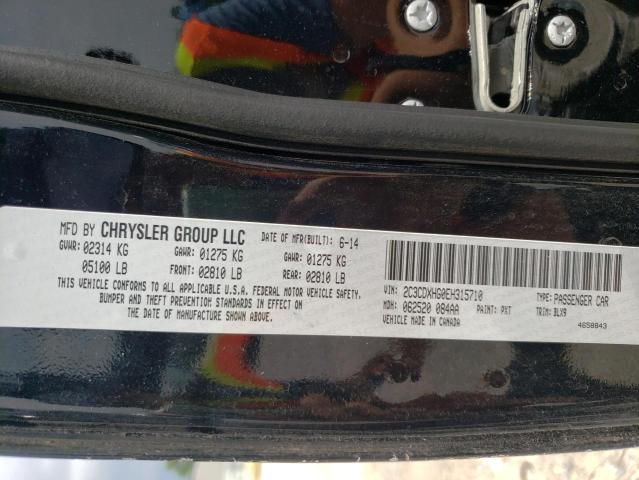 MFD BY CHRYSLER GROUP LLC DATE OF MFR(BUILT): 6-14
GVWR: 02314 KG GAWR: 01275 KG GAWR: 01275 KG
05100 LB FRONT: 02810 LB REAR: 02810 LB
THIS VEHICLE CONFORMS TO ALL APPLICABLE U.S.A. FEDERAL MOTOR VEHICLE SAFETY,
BUMPER AND THEFT PREVENTION STANDARDS IN EFFECT ON
THE DATE OF MANUFACTURE SHOWN ABOVE.
VIN: 2C3CDXHG0EH315710 TYPE: PASSENGER CAR
MDH: 062520 084AA PAINT: PXT TRIM: BLX9
VEHICLE MADE IN CANADA 4658843